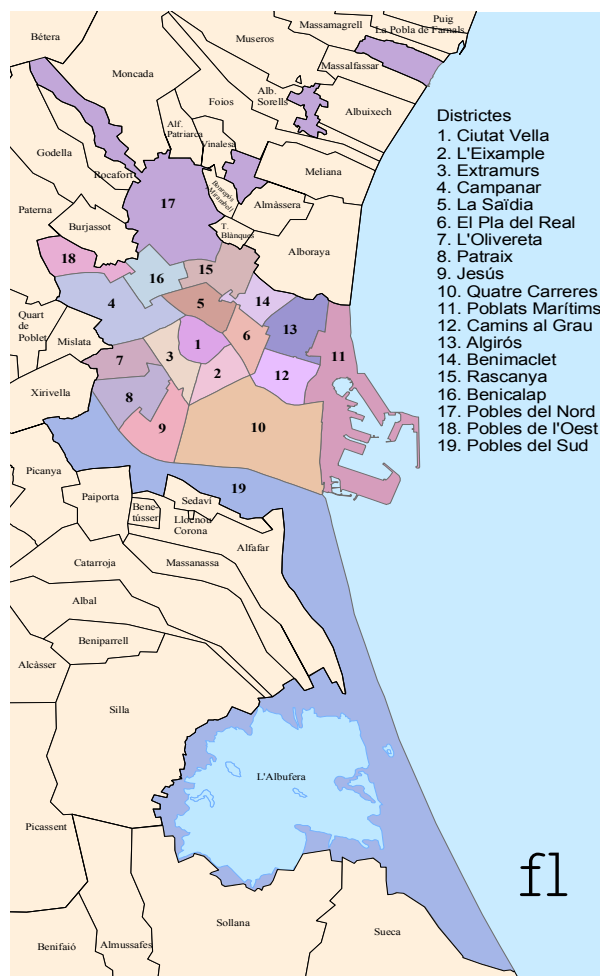 Puig
Massamagrell
La Pobla de Farnals
Bétera
Museros
Massalfassar
Moncada
Alb.
Sorells
Foios
Albuixech
Alf.
Patriarca
Vinalesa
Godella
Meliana
Rocafort
Bonrepòs
Mirambell
Almàssera
Paterna
Burjassot
T.
Blànques
Alboraya
Quart
de
Poblet
Mislata
Xirivella
Picanya
Paiporta
Sedaví
Bene-
tússer
Llocnou
Corona
Alfafar
Catarroja
Massanassa
Albal
Beniparrell
Alcàsser
Silla
L'Albufera
Picassent
Sollana
Sueca
Benifaió
Almussafes
17
18
16
15
14
4
5
13
6
11
1
3
7
2
12
8
9
10
19
Districtes
1. Ciutat Vella
2. L'Eixample
3. Extramurs
4. Campanar
5. La Saïdia
6. El Pla del Real
7. L'Olivereta
8. Patraix
9. Jesús
10. Quatre Carreres
11. Poblats Marítims
12. Camins al Grau
13. Algirós
14. Benimaclet
15. Rascanya
16. Benicalap
17. Pobles del Nord
18. Pobles de l'Oest
19. Pobles del Sud
fl